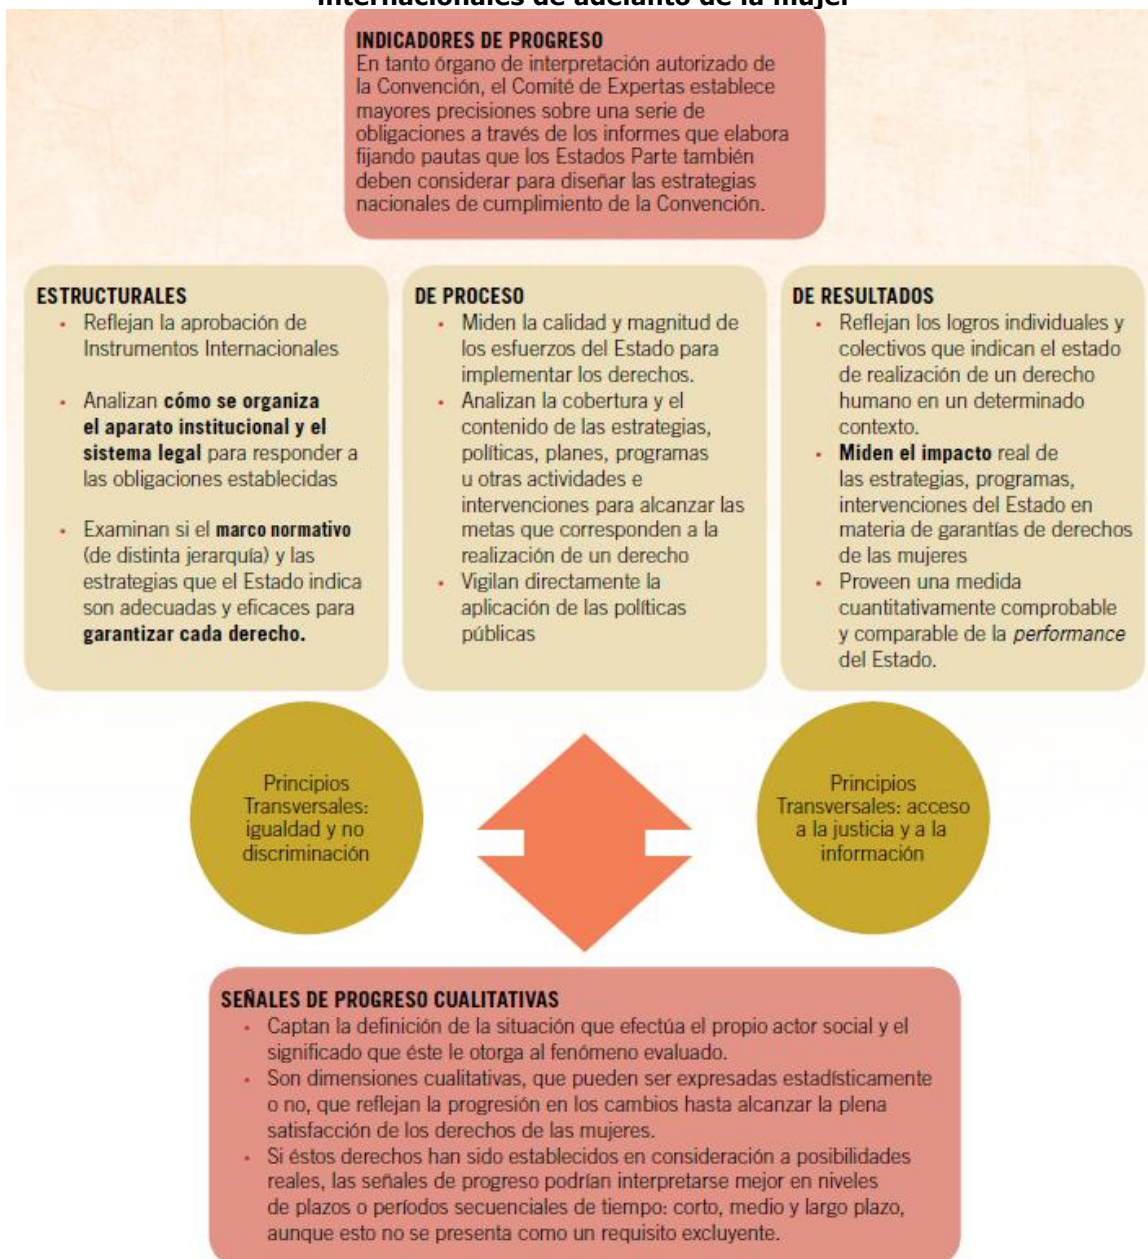 internacionales de adelanto de la mujer
INDICADORES DE PROGRESO
En tanto órgano de interpretación autorizado de
la Convención, el Comité de Expertas establece
mayores precisiones sobre una serie de
obligaciones a través de los informes que elabora
fijando pautas que los Estados Parte también
deben considerar para diseñar las estrategias
nacionales de cumplimiento de la Convención.
ESTRUCTURALES
• Reflejan la aprobación de
Instrumentos Internacionales
• Analizan cómo se organiza
el aparato institucional y el
sistema legal para responder a
las obligaciones establecidas
• Examinan si el marco normativo
(de distinta jerarquía) y las
estrategias que el Estado indica
son adecuadas y eficaces para
garantizar cada derecho.
DE PROCESO
• Miden la calidad y magnitud de
los esfuerzos del Estado para
implementar los derechos.
• Analizan la cobertura y el
contenido de las estrategias,
políticas, planes, programas
u otras actividades e
intervenciones para alcanzar las
metas que corresponden a la
realización de un derecho
• Vigilan directamente la
aplicación de las políticas
públicas
DE RESULTADOS
• Reflejan los logros individuales y
colectivos que indican el estado
de realización de un derecho
humano en un determinado
contexto.
• Miden el impacto real de
las estrategias, programas,
intervenciones del Estado en
materia de garantías de derechos
de las mujeres
• Proveen una medida
cuantitativamente comprobable
y comparable de la performance
del Estado.
Principios
Transversales:
igualdad y no
discriminación
Principios
Transversales: acceso
a la justicia y a la
información
SEÑALES DE PROGRESO CUALITATIVAS
• Captan la definición de la situación que efectúa el propio actor social y el
significado que éste le otorga al fenómeno evaluado.
• Son dimensiones cualitativas, que pueden ser expresadas estadísticamente
o no, que reflejan la progresión en los cambios hasta alcanzar la plena
satisfacción de los derechos de las mujeres.
• Si éstos derechos han sido establecidos en consideración a posibilidades
reales, las señales de progreso podrían interpretarse mejor en niveles
de plazos o períodos secuenciales de tiempo: corto, medio y largo plazo,
aunque esto no se presenta como un requisito excluyente.